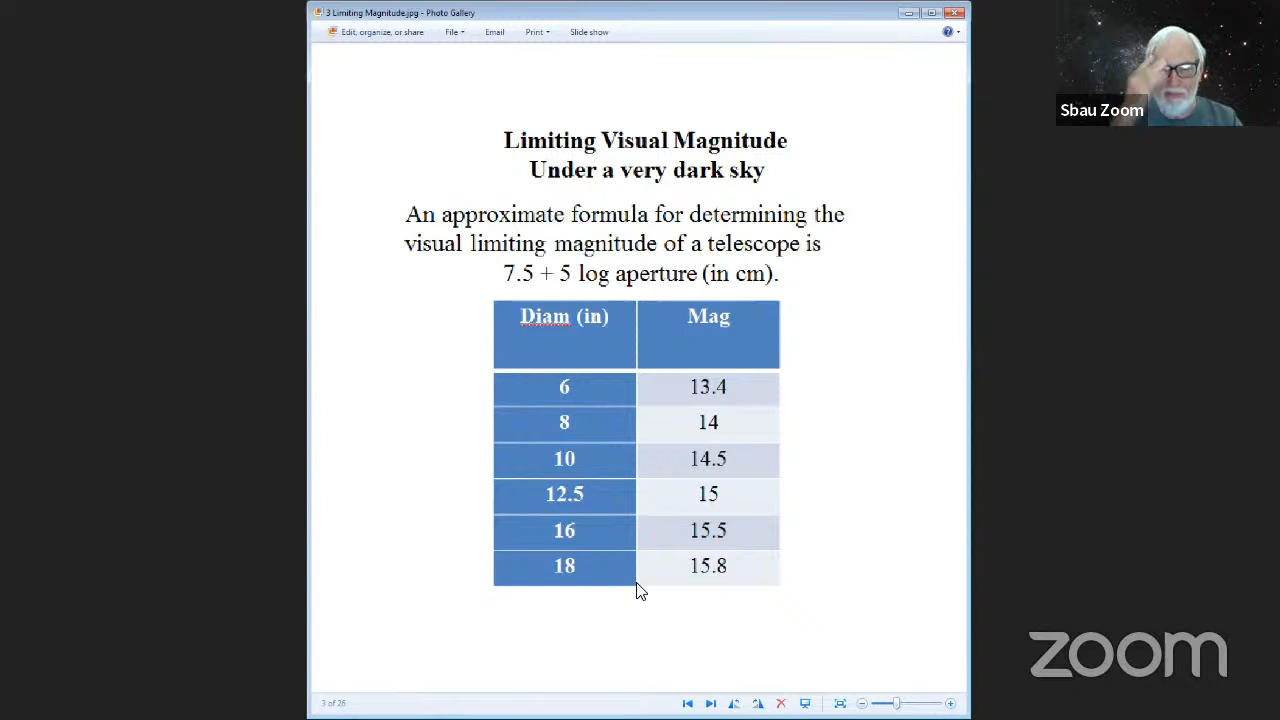 3 Limiting Magnitude.jpg - Photo Gallery
Edit, organize, or share File Email Print Slide show
Sbau Zoom
Limiting Visual Magnitude
Under a very dark sky
An approximate formula for determining the
visual limiting magnitude of a telescope is
7.5 + 5 log aperture (in cm).
Diam (in) Mag
6 13.4
8 14
10 14.5
12.5 15
16 15.5
18 15.8
zoom
3 of 26